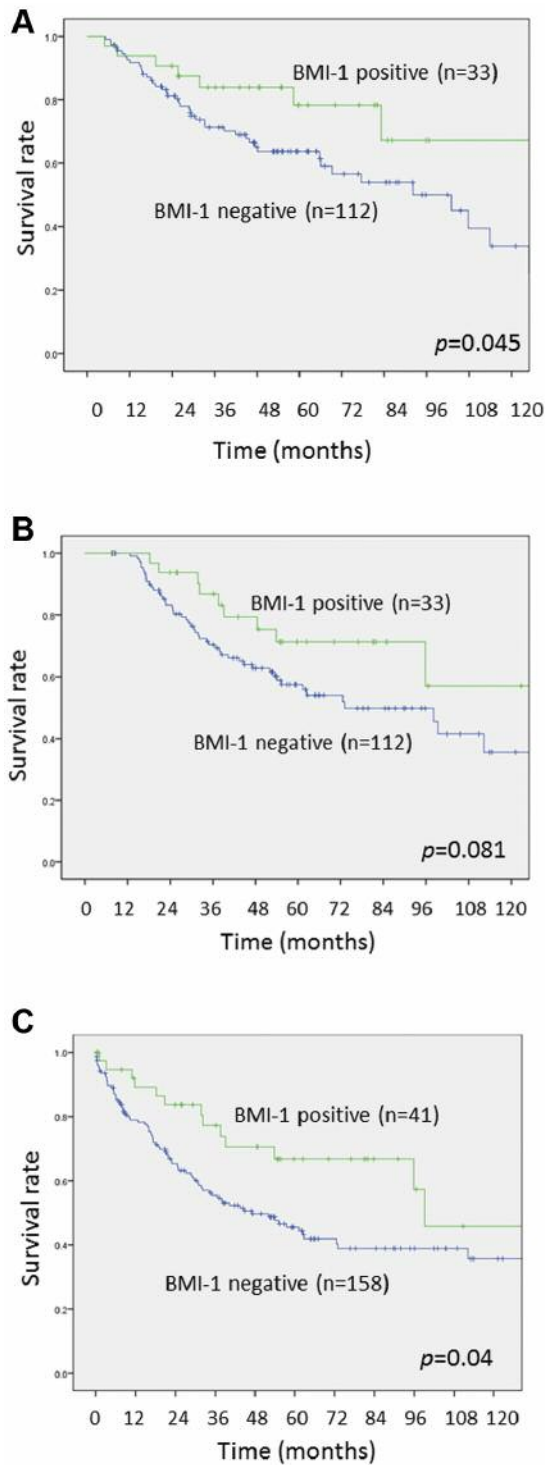 A
1.0
0.8
0.6
0.4
0.2
0.0
Survival rate
BMI-1 positive (n=33)
BMI-1 negative (n=112)
p=0.045
0 12 24 36 48 60 72 84 96 108 120
Time (months)
B
1.0
0.8
0.6
0.4
0.2
0.0
Survival rate
BMI-1 positive (n=33)
BMI-1 negative (n=112)
p=0.081
0 12 24 36 48 60 72 84 96 108 120
Time (months)
C
1.0
0.8
0.6
0.4
0.2
0.0
Survival rate
BMI-1 positive (n=41)
BMI-1 negative (n=158)
p=0.04
0 12 24 36 48 60 72 84 96 108 120
Time (months)